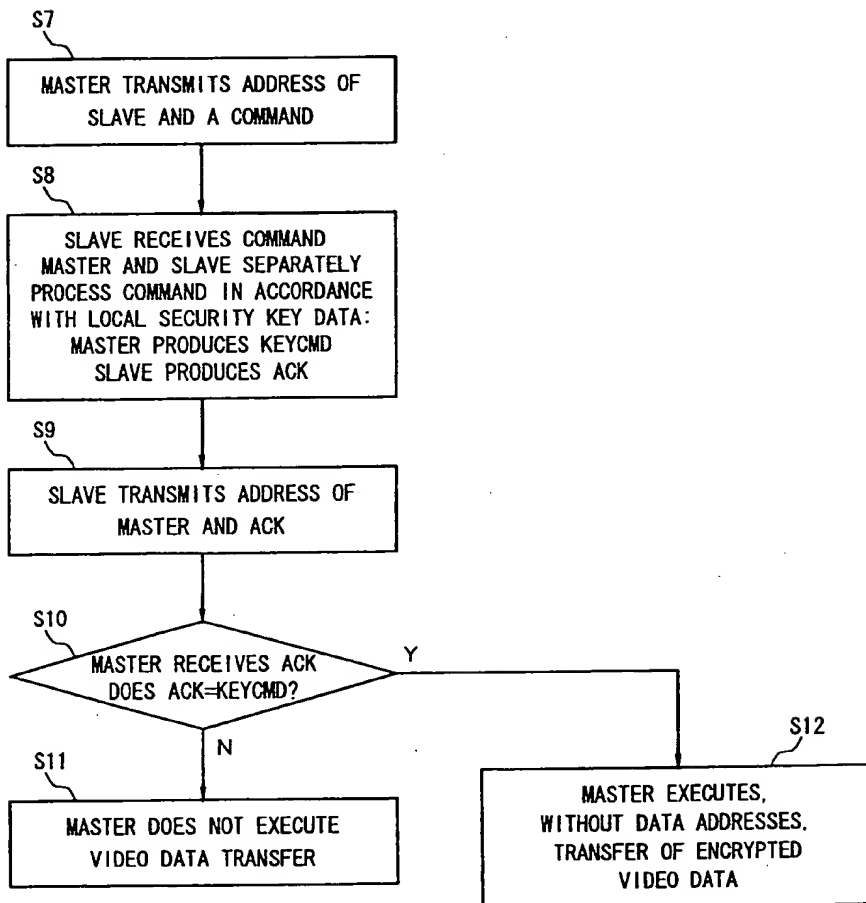 S7
MASTER TRANSMITS ADDRESS OF
SLAVE AND A COMMAND
S8
SLAVE RECEIVES COMMAND
MASTER AND SLAVE SEPARATELY
PROCESS COMMAND IN ACCORDANCE
WITH LOCAL SECURITY KEY DATA:
MASTER PRODUCES KEYCMD
SLAVE PRODUCES ACK
S9
SLAVE TRANSMITS ADDRESS OF
MASTER AND ACK
S10
MASTER RECEIVES ACK
DOES ACK=KEYCMD?
Y
N
S11
MASTER DOES NOT EXECUTE
VIDEO DATA TRANSFER
S12
MASTER EXECUTES,
WITHOUT DATA ADDRESSES,
TRANSFER OF ENCRYPTED
VIDEO DATA